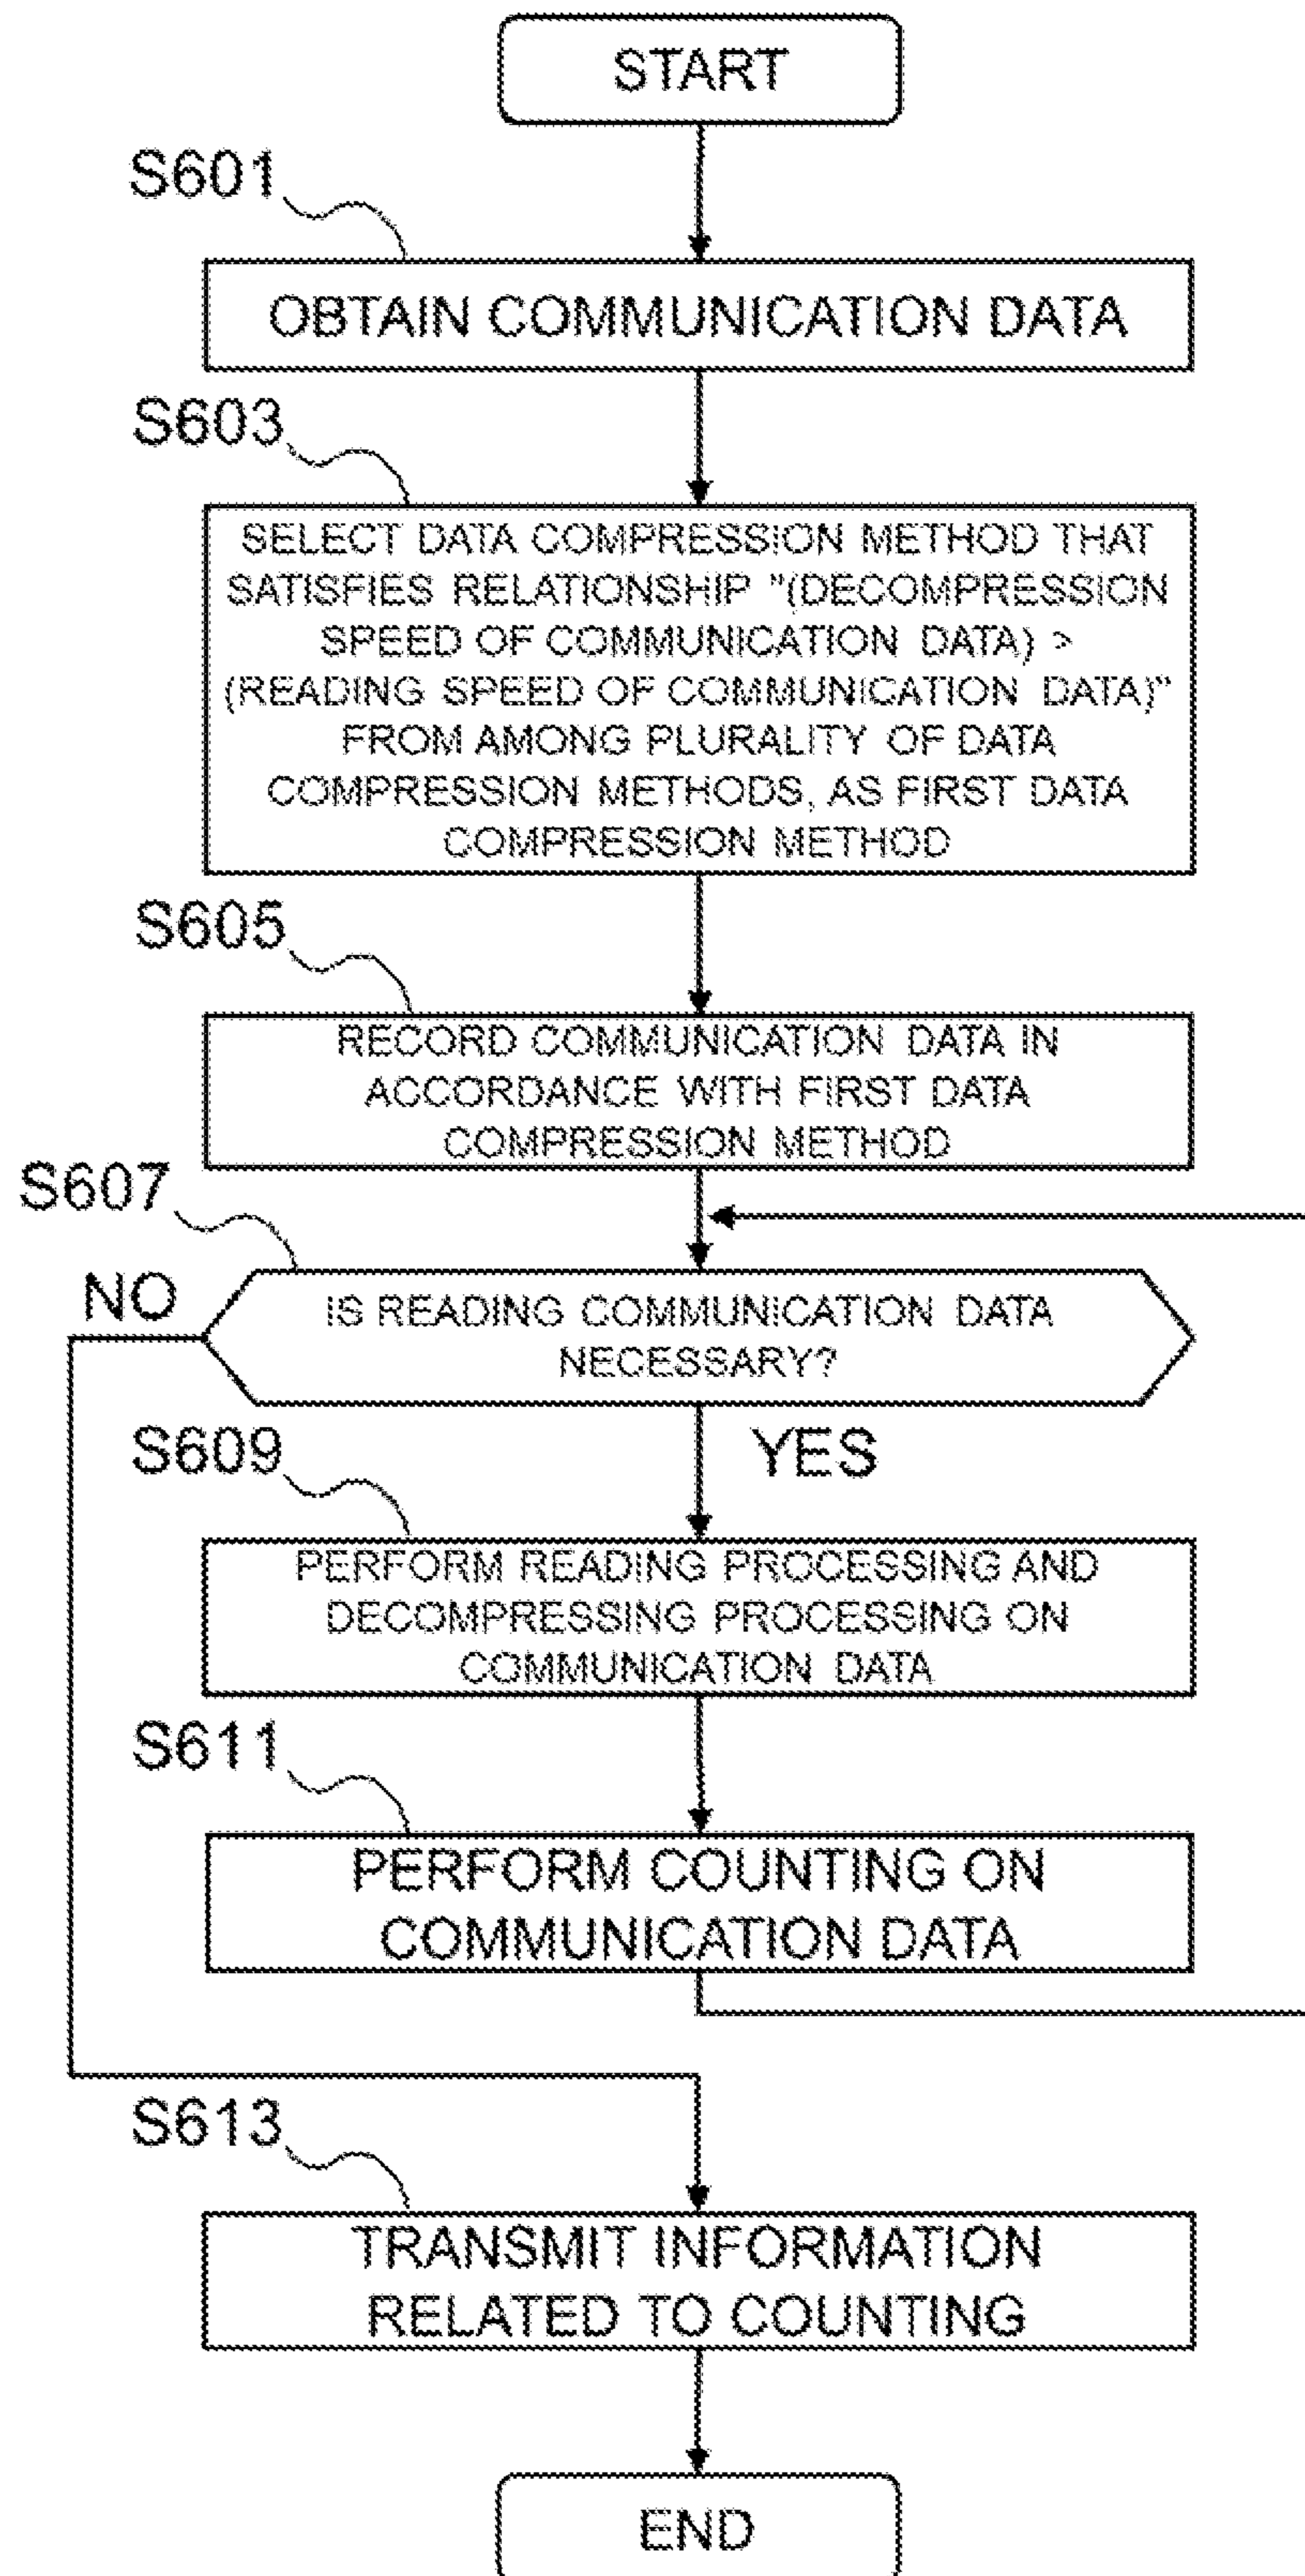 START
S601
OBTAIN COMMUNICATION DATA
S603
SELECT DATA COMPRESSION METHOD THAT
SATISFIES RELATIONSHIP "(DECOMPRESSION
SPEED OF COMMUNICATION DATA) >
(READING SPEED OF COMMUNICATION DATA)"
FROM AMONG PLURALITY OF DATA
COMPRESSION METHODS, AS FIRST DATA
COMPRESSION METHOD
S605
RECORD COMMUNICATION DATA IN
ACCORDANCE WITH FIRST DATA
COMPRESSION METHOD
S607
NO
IS READING COMMUNICATION DATA
NECESSARY?
YES
S609
PERFORM READING PROCESSING AND
DECOMPRESSING PROCESSING ON
COMMUNICATION DATA
S611
PERFORM COUNTING ON
COMMUNICATION DATA
S613
TRANSMIT INFORMATION
RELATED TO COUNTING
END